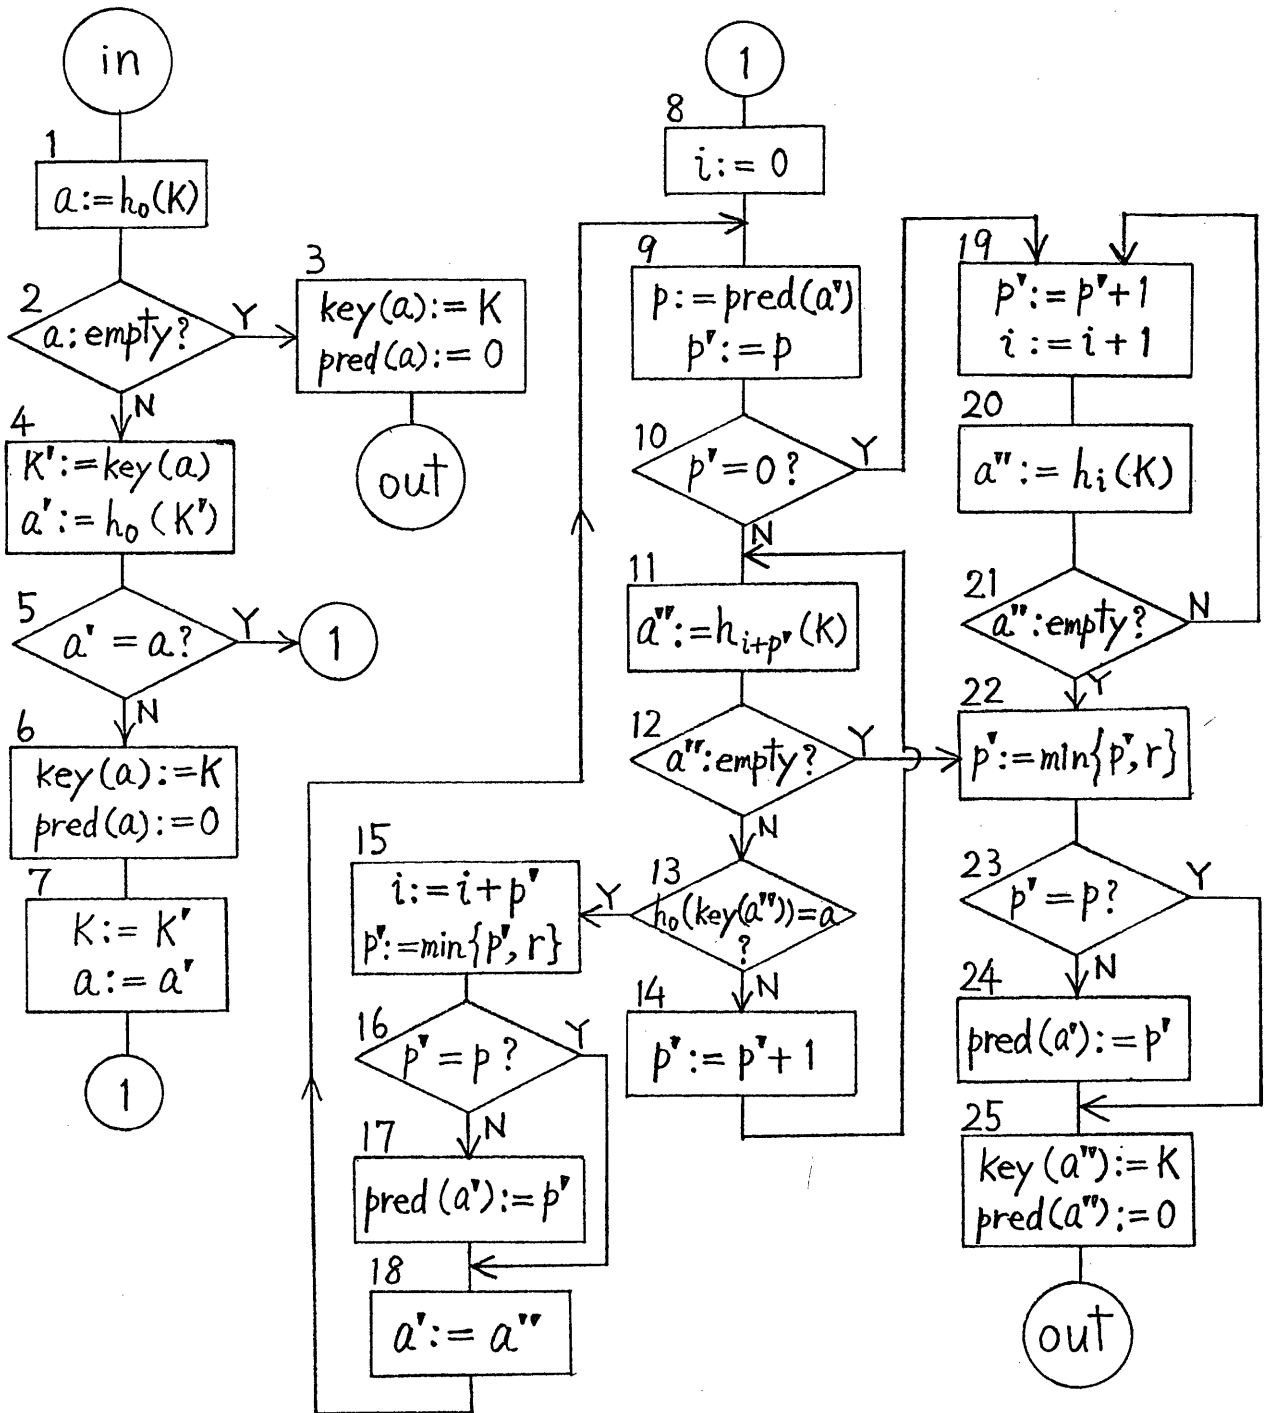 in
1
a:=h₀(K)
2
a:empty?
Y
N
3
key(a):=K
pred(a):=0
out
4
K':=key(a)
a':=h₀(K')
5
a'=a?
Y
1
N
6
key(a):=K
pred(a):=0
7
K:=K'
a:=a'
1
1
8
i:=0
9
p:=pred(a')
p':=p
10
p'=0?
Y
N
11
a'':=hᵢ₊ₚ'(K)
12
a'':empty?
Y
N
13
h₀(key(a''))=a
?
Y
N
14
p':=p'+1
15
i:=i+p'
p':=min{p',r}
16
p'=p?
Y
N
17
pred(a'):=p'
18
a':=a''
19
p':=p'+1
i:=i+1
20
a'':=hᵢ(K)
21
a'':empty?
N
Y
22
p':=min{p',r}
23
p'=p?
Y
N
24
pred(a'):=p'
25
key(a''):=K
pred(a''):=0
out